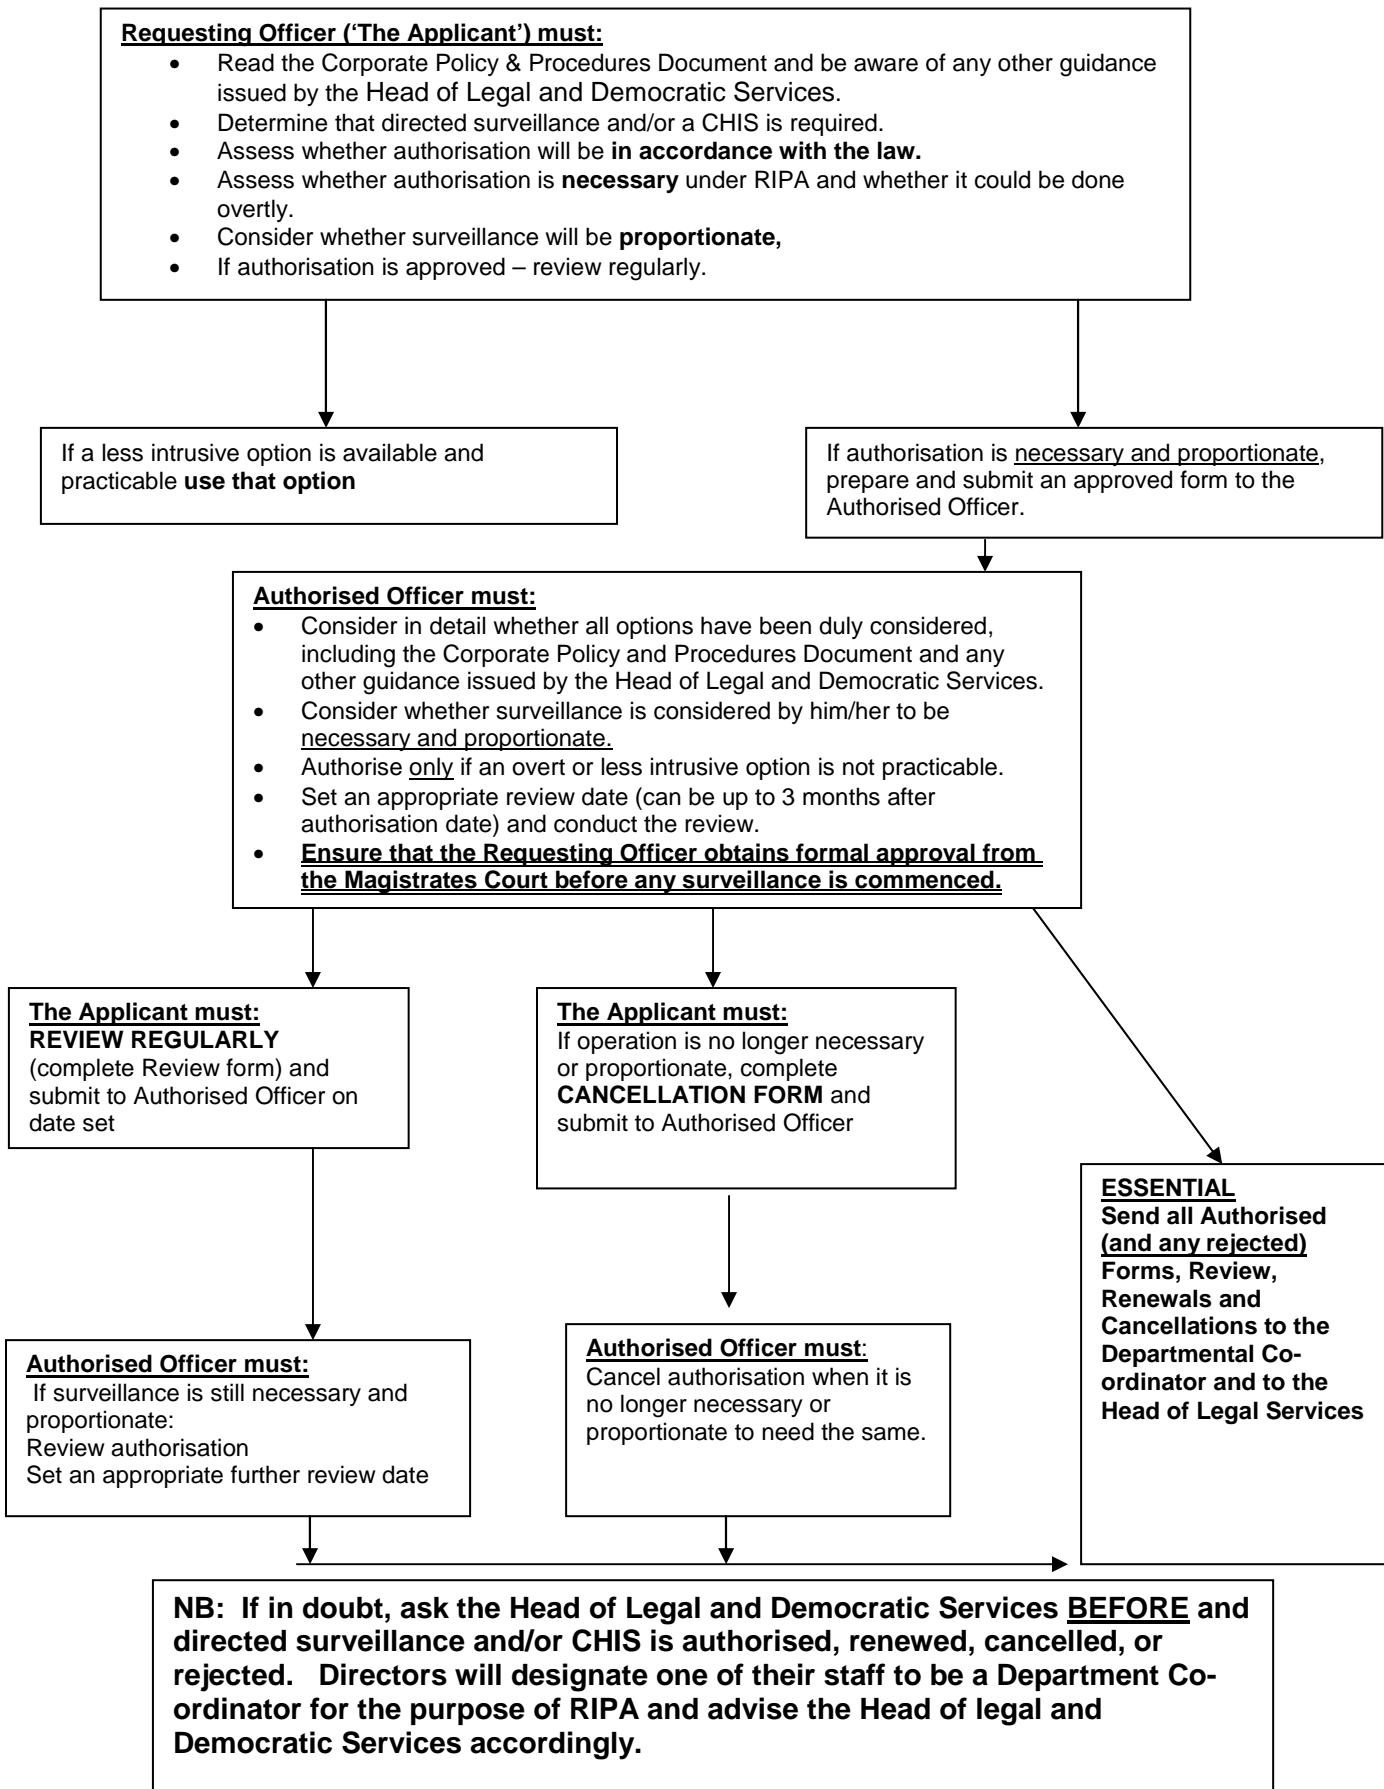 Requesting Officer (‘The Applicant’) must:
• Read the Corporate Policy & Procedures Document and be aware of any other guidance
issued by the Head of Legal and Democratic Services.
• Determine that directed surveillance and/or a CHIS is required.
• Assess whether authorisation will be in accordance with the law.
• Assess whether authorisation is necessary under RIPA and whether it could be done
overtly.
• Consider whether surveillance will be proportionate,
• If authorisation is approved – review regularly.
If a less intrusive option is available and
practicable use that option
If authorisation is necessary and proportionate,
prepare and submit an approved form to the
Authorised Officer.
Authorised Officer must:
• Consider in detail whether all options have been duly considered,
including the Corporate Policy and Procedures Document and any
other guidance issued by the Head of Legal and Democratic Services.
• Consider whether surveillance is considered by him/her to be
necessary and proportionate.
• Authorise only if an overt or less intrusive option is not practicable.
• Set an appropriate review date (can be up to 3 months after
authorisation date) and conduct the review.
• Ensure that the Requesting Officer obtains formal approval from
the Magistrates Court before any surveillance is commenced.
The Applicant must:
REVIEW REGULARLY
(complete Review form) and
submit to Authorised Officer on
date set
The Applicant must:
If operation is no longer necessary
or proportionate, complete
CANCELLATION FORM and
submit to Authorised Officer
ESSENTIAL
Send all Authorised
(and any rejected)
Forms, Review,
Renewals and
Cancellations to the
Departmental Co-
ordinator and to the
Head of Legal Services
Authorised Officer must:
If surveillance is still necessary and
proportionate:
Review authorisation
Set an appropriate further review date
Authorised Officer must:
Cancel authorisation when it is
no longer necessary or
proportionate to need the same.
NB: If in doubt, ask the Head of Legal and Democratic Services BEFORE and
directed surveillance and/or CHIS is authorised, renewed, cancelled, or
rejected. Directors will designate one of their staff to be a Department Co-
ordinator for the purpose of RIPA and advise the Head of legal and
Democratic Services accordingly.